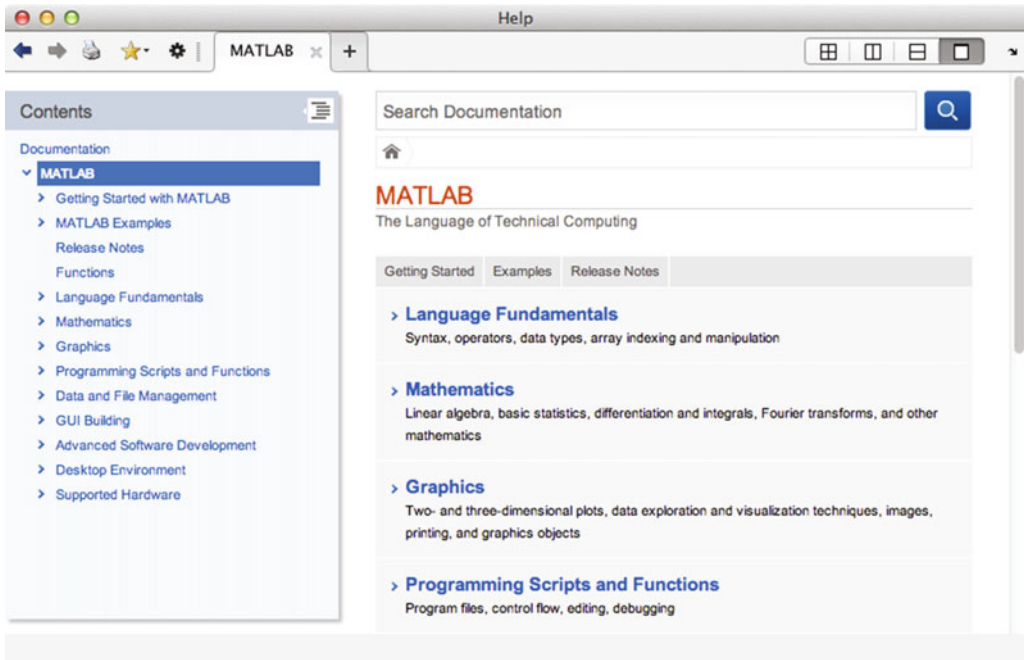 Help
MATLAB
Contents
Documentation
MATLAB
Getting Started with MATLAB
MATLAB Examples
Release Notes
Functions
Language Fundamentals
Mathematics
Graphics
Programming Scripts and Functions
Data and File Management
GUI Building
Advanced Software Development
Desktop Environment
Supported Hardware
Search Documentation
MATLAB
The Language of Technical Computing
Getting Started Examples Release Notes
Language Fundamentals
Syntax, operators, data types, array indexing and manipulation
Mathematics
Linear algebra, basic statistics, differentiation and integrals, Fourier transforms, and other
mathematics
Graphics
Two- and three-dimensional plots, data exploration and visualization techniques, images,
printing, and graphics objects
Programming Scripts and Functions
Program files, control flow, editing, debugging